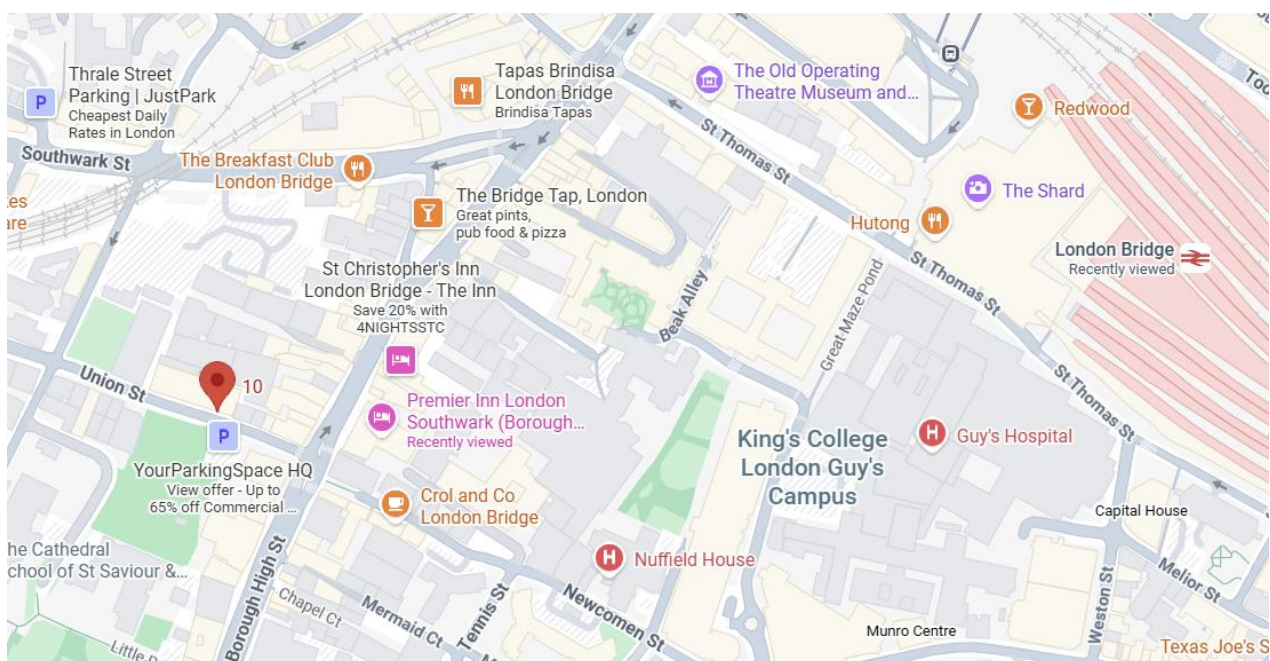 Thrale Street
Parking | JustPark
Cheapest Daily
Rates in London
P
Southwark St
The Breakfast Club
London Bridge
Tapas Brindisa
London Bridge
Brindisa Tapas
The Old Operating
Theatre Museum and...
Redwood
St Thomas St
The Shard
Hutong
London Bridge
Recently viewed
The Bridge Tap, London
Great pints,
pub food & pizza
St Christopher's Inn
London Bridge - The Inn
Save 20% with
4NIGHTSSTC
Beak Alley
Great Maze Pond
St Thomas St
St Thomas St
Union St
10
P
YourParkingSpace HQ
View offer - Up to
65% off Commercial ...
Premier Inn London
Southwark (Borough...
Recently viewed
King's College
London Guy's
Campus
H
Guy's Hospital
Crol and Co
London Bridge
H
Nuffield House
Capital House
he Cathedral
chool of St Saviour &...
Borough High St
Chapel Ct
Mermaid Ct
Tennis St
Newcomen St
Munro Centre
Weston St
Melior St
Texas Joe's S